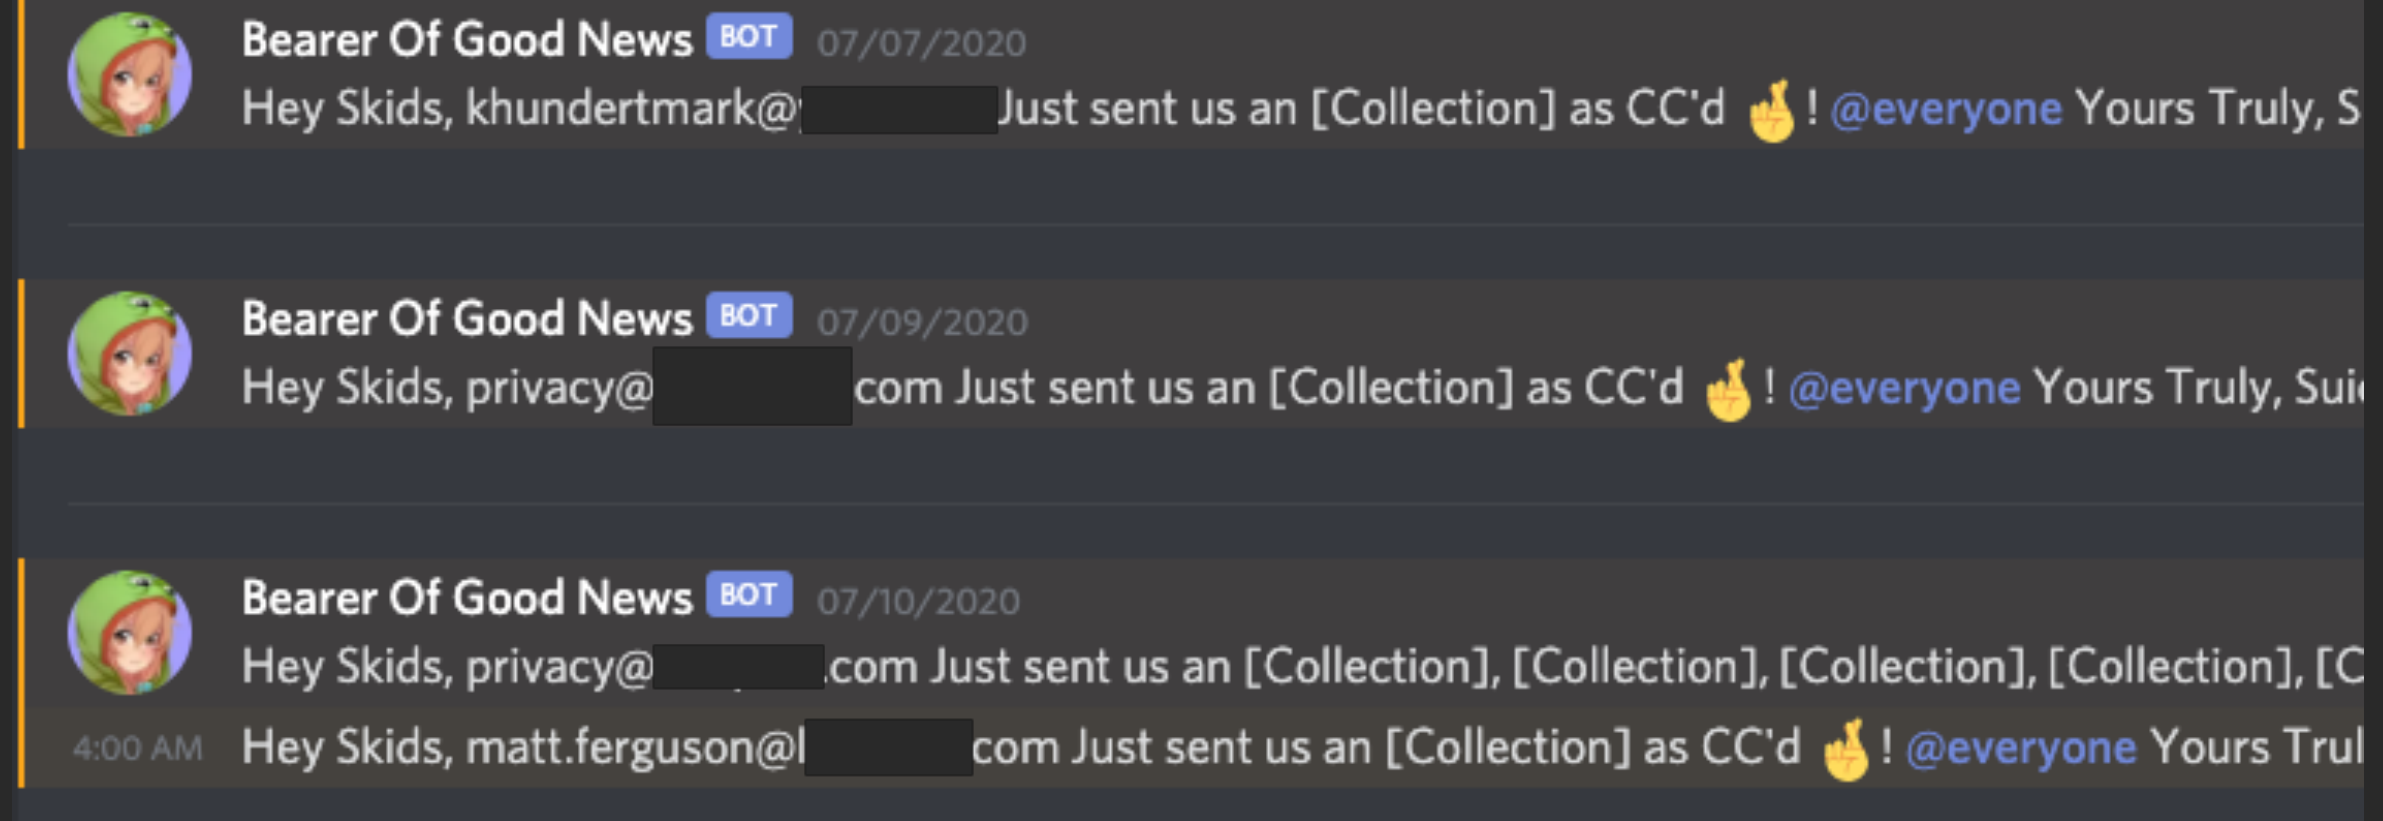 Bearer Of Good News BOT 07/07/2020
Hey Skids, khundertmark@ Just sent us an [Collection] as CC'd 🤞! @everyone Yours Truly, S
Bearer Of Good News BOT 07/09/2020
Hey Skids, privacy@ com Just sent us an [Collection] as CC'd 🤞! @everyone Yours Truly, Suic
Bearer Of Good News BOT 07/10/2020
Hey Skids, privacy@ .com Just sent us an [Collection], [Collection], [Collection], [Collection], [C
4:00 AM Hey Skids, matt.ferguson@ com Just sent us an [Collection] as CC'd 🤞! @everyone Yours Trul